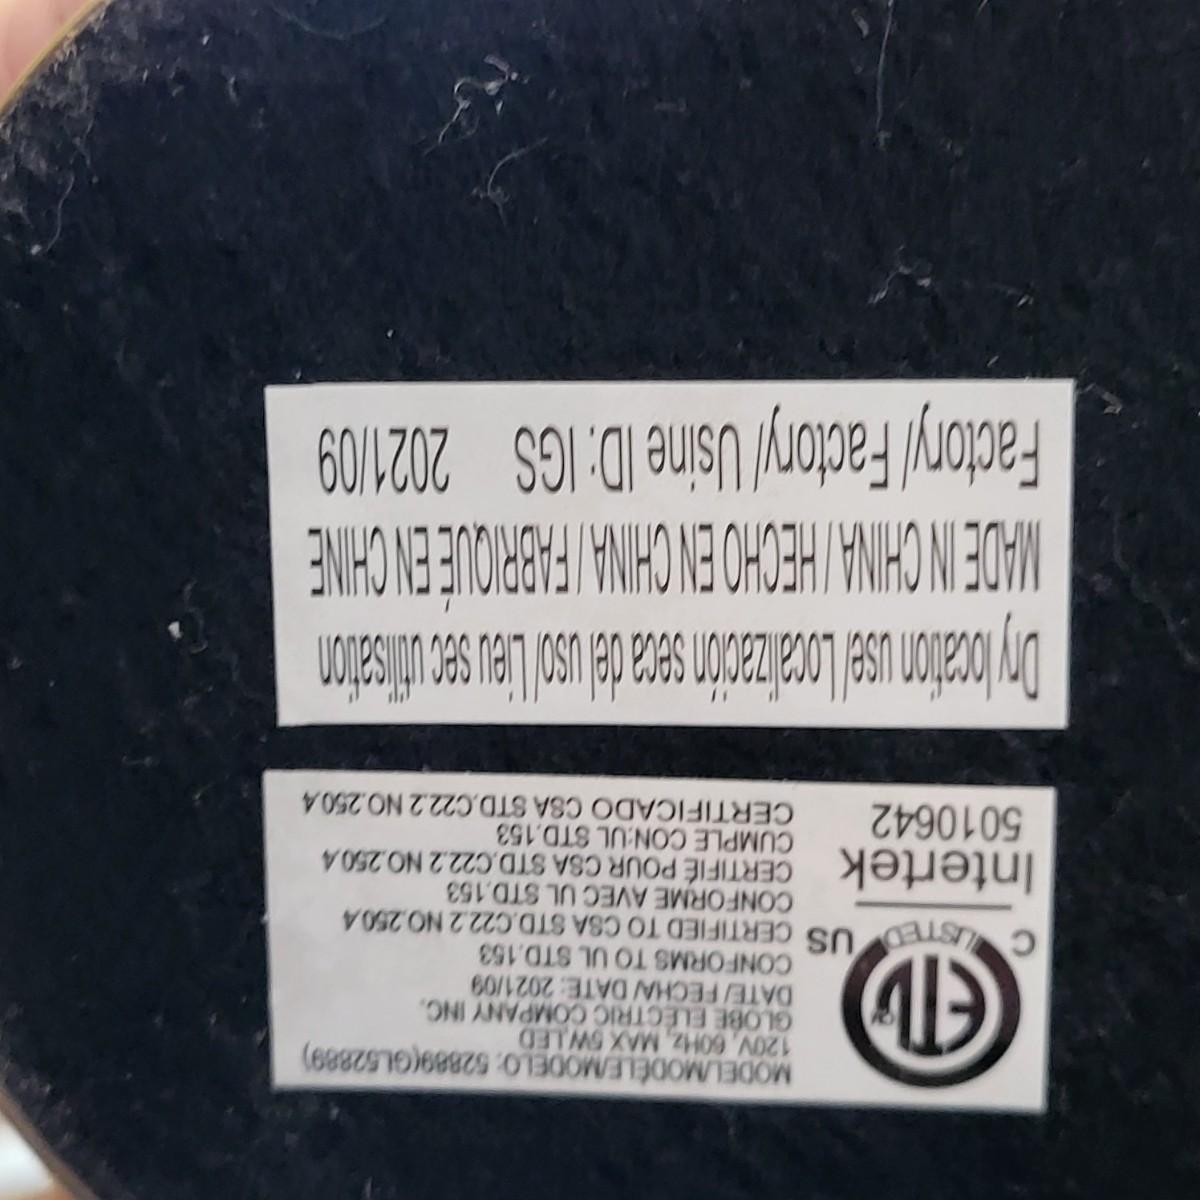 MODEL/MODÈLE/MODELO: 52889(GL52889)
120V, 60Hz, MAX 5W,LED
GLOBE ELECTRIC COMPANY INC.
DATE/ FECHA/ DATE: 2021/09
CONFORMS TO UL STD.153
CERTIFIED TO CSA STD.C22.2 NO.250.4
CONFORME AVEC UL STD.153
CERTIFIÉ POUR CSA STD.C22.2 NO.250.4
CUMPLE CON:UL STD.153
CERTIFICADO CSA STD.C22.2 NO.250.4
ETL
CM
C LISTED US
Intertek
5010642
Dry location use/ Localización seca del uso/ Lieu sec utilisation
MADE IN CHINA / HECHO EN CHINA / FABRIQUÉ EN CHINE
Factory/ Factory/ Usine ID: IGS 2021/09